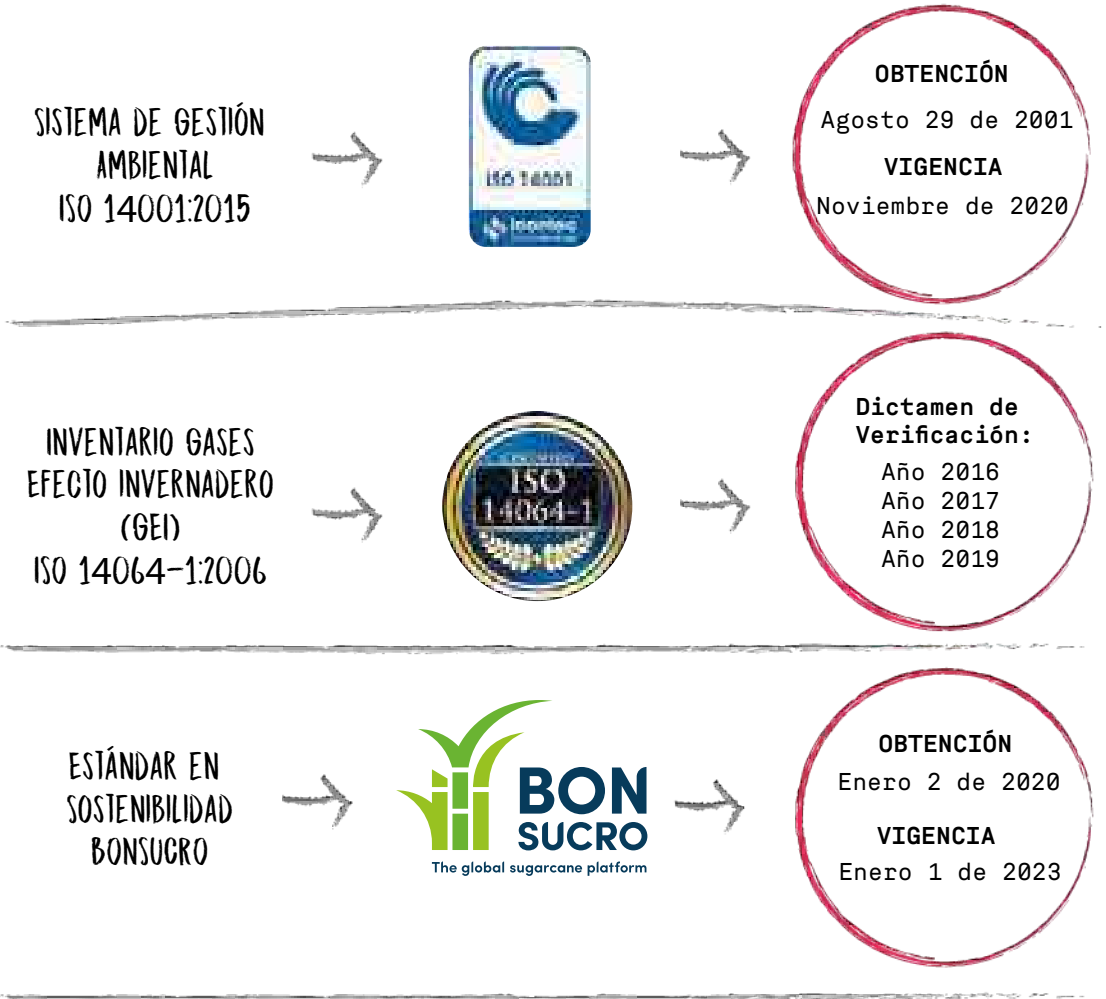 SISTEMA DE GESTIÓN
AMBIENTAL
ISO 14001:2015
ISO 14001
icontec
OBTENCIÓN
Agosto 29 de 2001
VIGENCIA
Noviembre de 2020
INVENTARIO GASES
EFECTO INVERNADERO
(GEI)
ISO 14064-1:2006
ISO
14064-1
Dictamen de
Verificación:
Año 2016
Año 2017
Año 2018
Año 2019
ESTÁNDAR EN
SOSTENIBILIDAD
BONSUCRO
BON
SUCRO
The global sugarcane platform
OBTENCIÓN
Enero 2 de 2020
VIGENCIA
Enero 1 de 2023